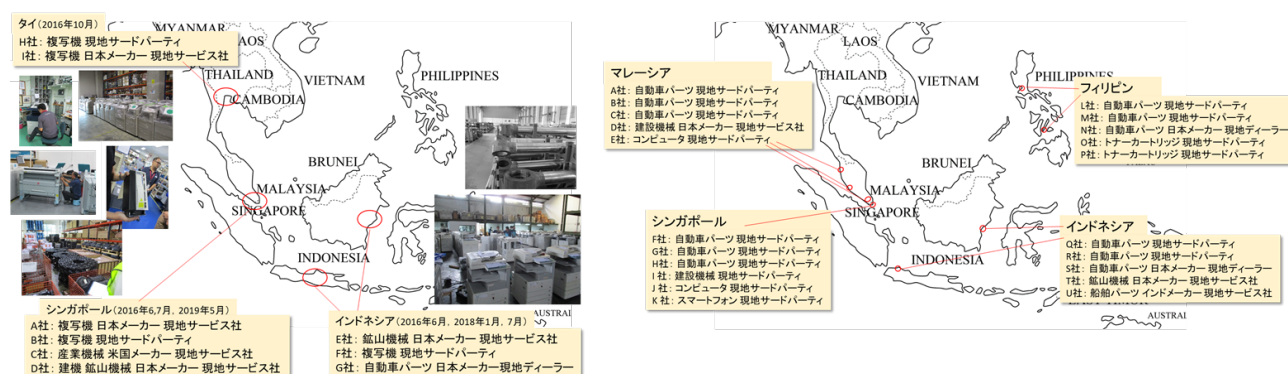 タイ(2016年10月)
H社: 複写機 現地サードパーティ
I社: 複写機 日本メーカー 現地サービス社
MYANMAR
LAOS
THAILAND
VIETNAM
CAMBODIA
PHILIPPINES
BRUNEI
MALAYSIA
SINGAPORE
INDONESIA
AUSTRAL
シンガポール(2016年6,7月, 2019年5月)
A社: 複写機 日本メーカー 現地サービス社
B社: 複写機 現地サードパーティ
C社: 産業機械 米国メーカー 現地サービス社
D社: 建機 鉱山機械 日本メーカー 現地サービス社
インドネシア(2016年6月, 2018年1月, 7月)
E社: 鉱山機械 日本メーカー 現地サービス社
F社: 複写機 現地サードパーティ
G社: 自動車パーツ 日本メーカー現地ディーラー
MYANMAR
LAOS
THAILAND
VIETNAM
CAMBODIA
PHILIPPINES
BRUNEI
MALAYSIA
SINGAPORE
INDONESIA
AUSTRAL
マレーシア
A社: 自動車パーツ 現地サードパーティ
B社: 自動車パーツ 現地サードパーティ
C社: 自動車パーツ 現地サードパーティ
D社: 建設機械 日本メーカー 現地サービス社
E社: コンピュータ 現地サードパーティ
フィリピン
L社: 自動車パーツ 現地サードパーティ
M社: 自動車パーツ 現地サードパーティ
N社: 自動車パーツ 日本メーカー 現地ディーラー
O社: トナーカートリッジ 現地サードパーティ
P社: トナーカートリッジ 現地サードパーティ
シンガポール
F社: 自動車パーツ 現地サードパーティ
G社: 自動車パーツ 現地サードパーティ
H社: 自動車パーツ 現地サードパーティ
I 社: 建設機械 現地サードパーティ
J 社: コンピュータ 現地サードパーティ
K 社: スマートフォン 現地サードパーティ
インドネシア
Q社: 自動車パーツ 現地サードパーティ
R社: 自動車パーツ 現地サードパーティ
S社: 自動車パーツ 日本メーカー 現地ディーラー
T社: 鉱山機械 日本メーカー 現地サービス社
U社: 船舶パーツ インドメーカー 現地サービス社